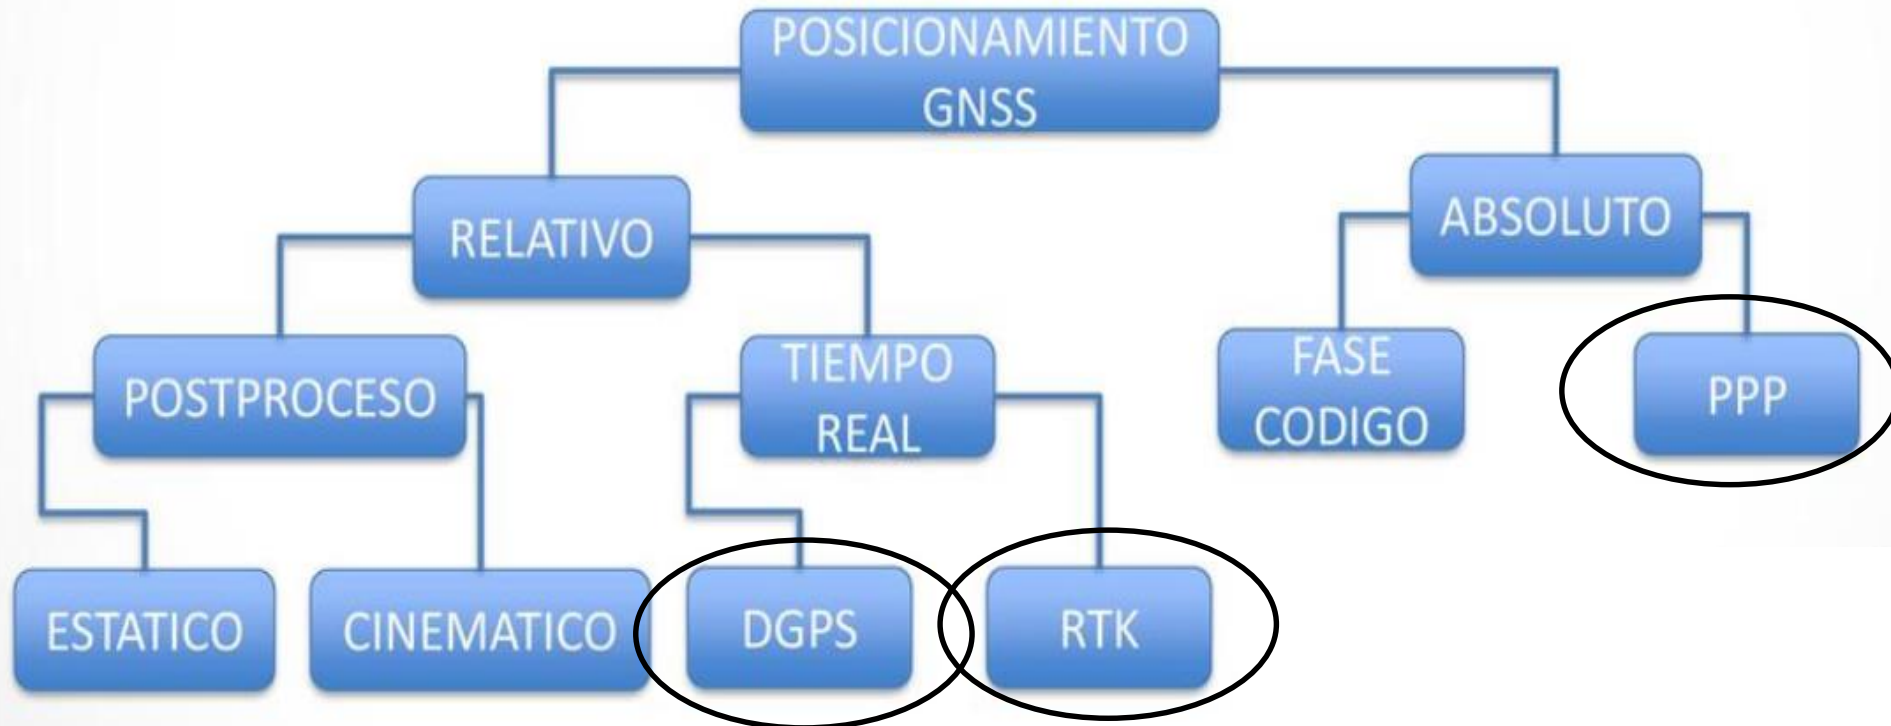 POSICIONAMIENTO
GNSS
RELATIVO
ABSOLUTO
POSTPROCESO
TIEMPO
REAL
FASE
CODIGO
PPP
ESTATICO
CINEMATICO
DGPS
RTK